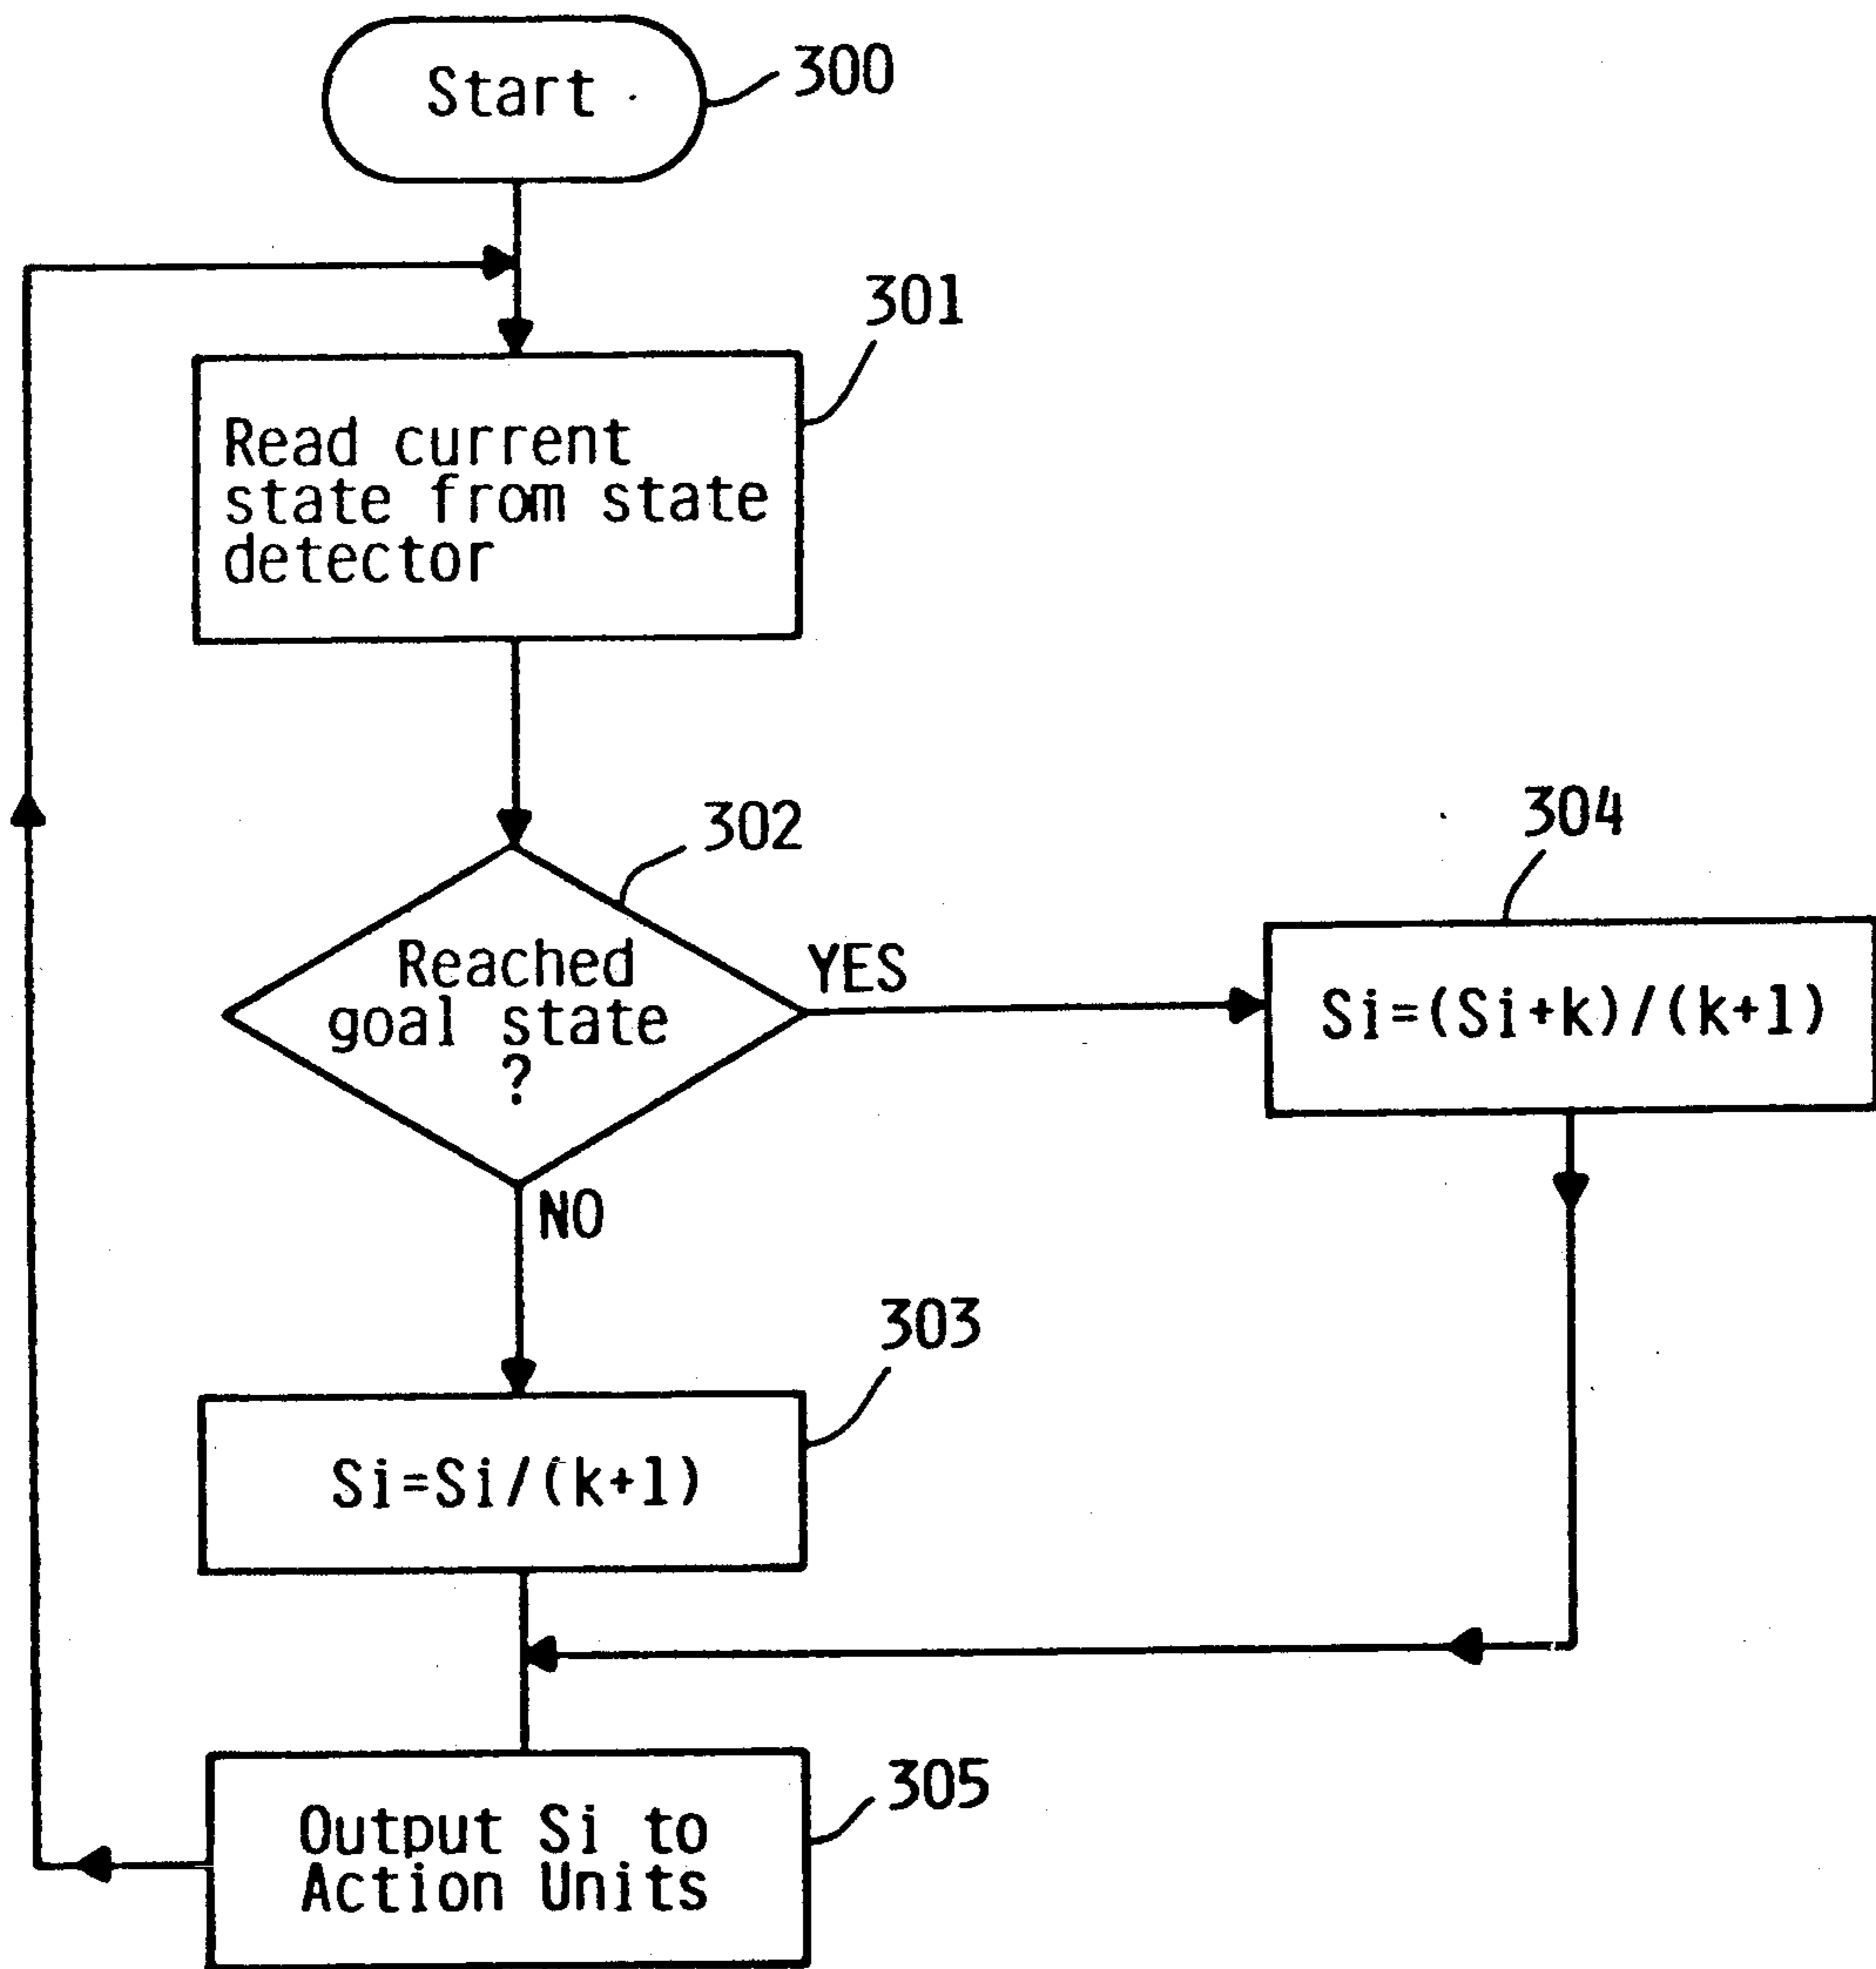 Start
300
301
Read current
state from state
detector
302
304
Reached
goal state
?
YES
Si=(Si+k)/(k+1)
NO
303
Si=Si/(k+1)
305
Output Si to
Action Units